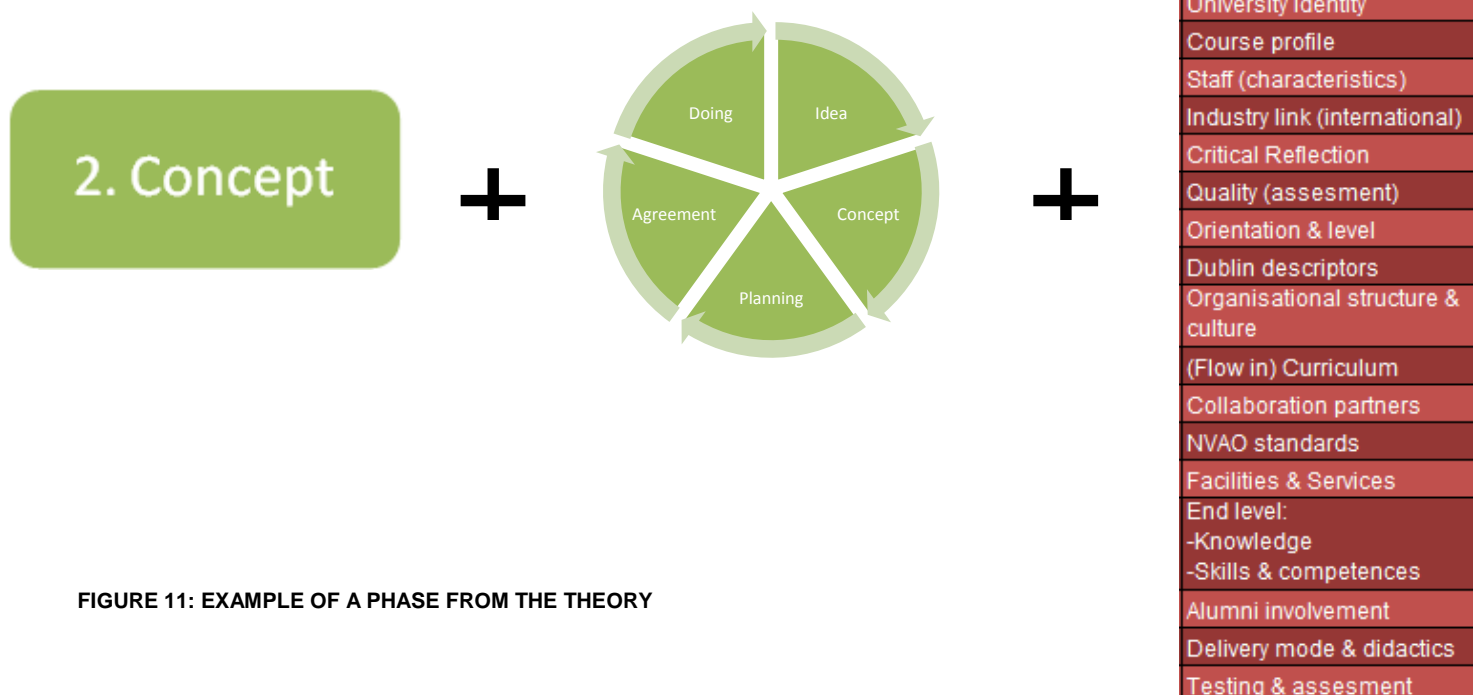 2. Concept
+
Doing
Idea
Agreement
Concept
Planning
+
University Identity
Course profile
Staff (characteristics)
Industry link (international)
Critical Reflection
Quality (assesment)
Orientation & level
Dublin descriptors
Organisational structure &
culture
(Flow in) Curriculum
Collaboration partners
NVAO standards
Facilities & Services
End level:
-Knowledge
-Skills & competences
Alumni involvement
Delivery mode & didactics
Testing & assesment
FIGURE 11: EXAMPLE OF A PHASE FROM THE THEORY